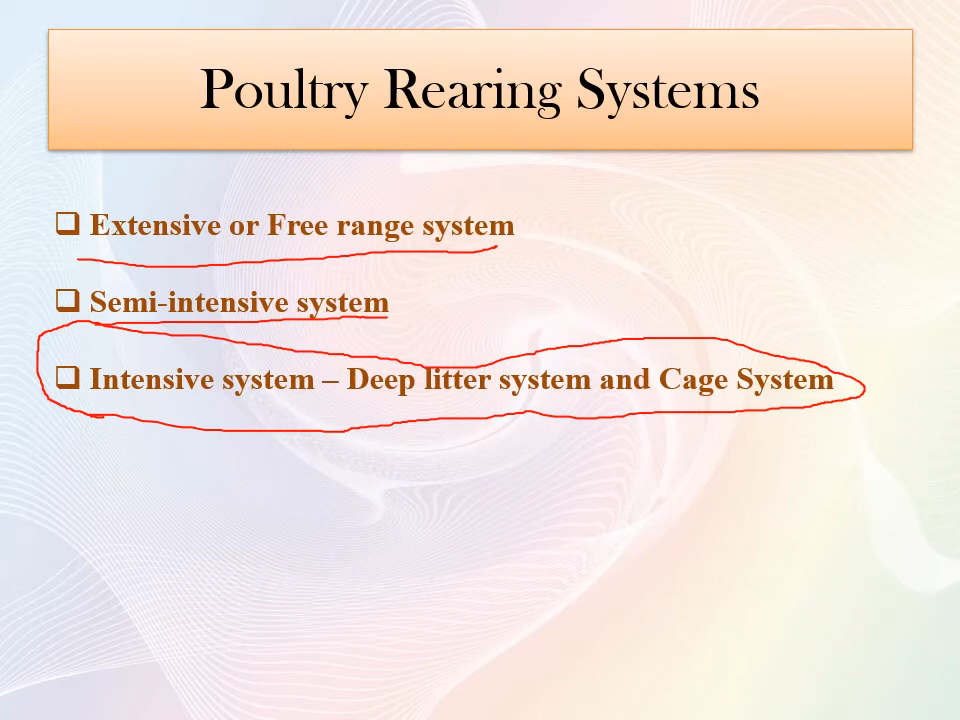 Poultry Rearing Systems
Extensive or Free range system
Semi-intensive system
Intensive system – Deep litter system and Cage System